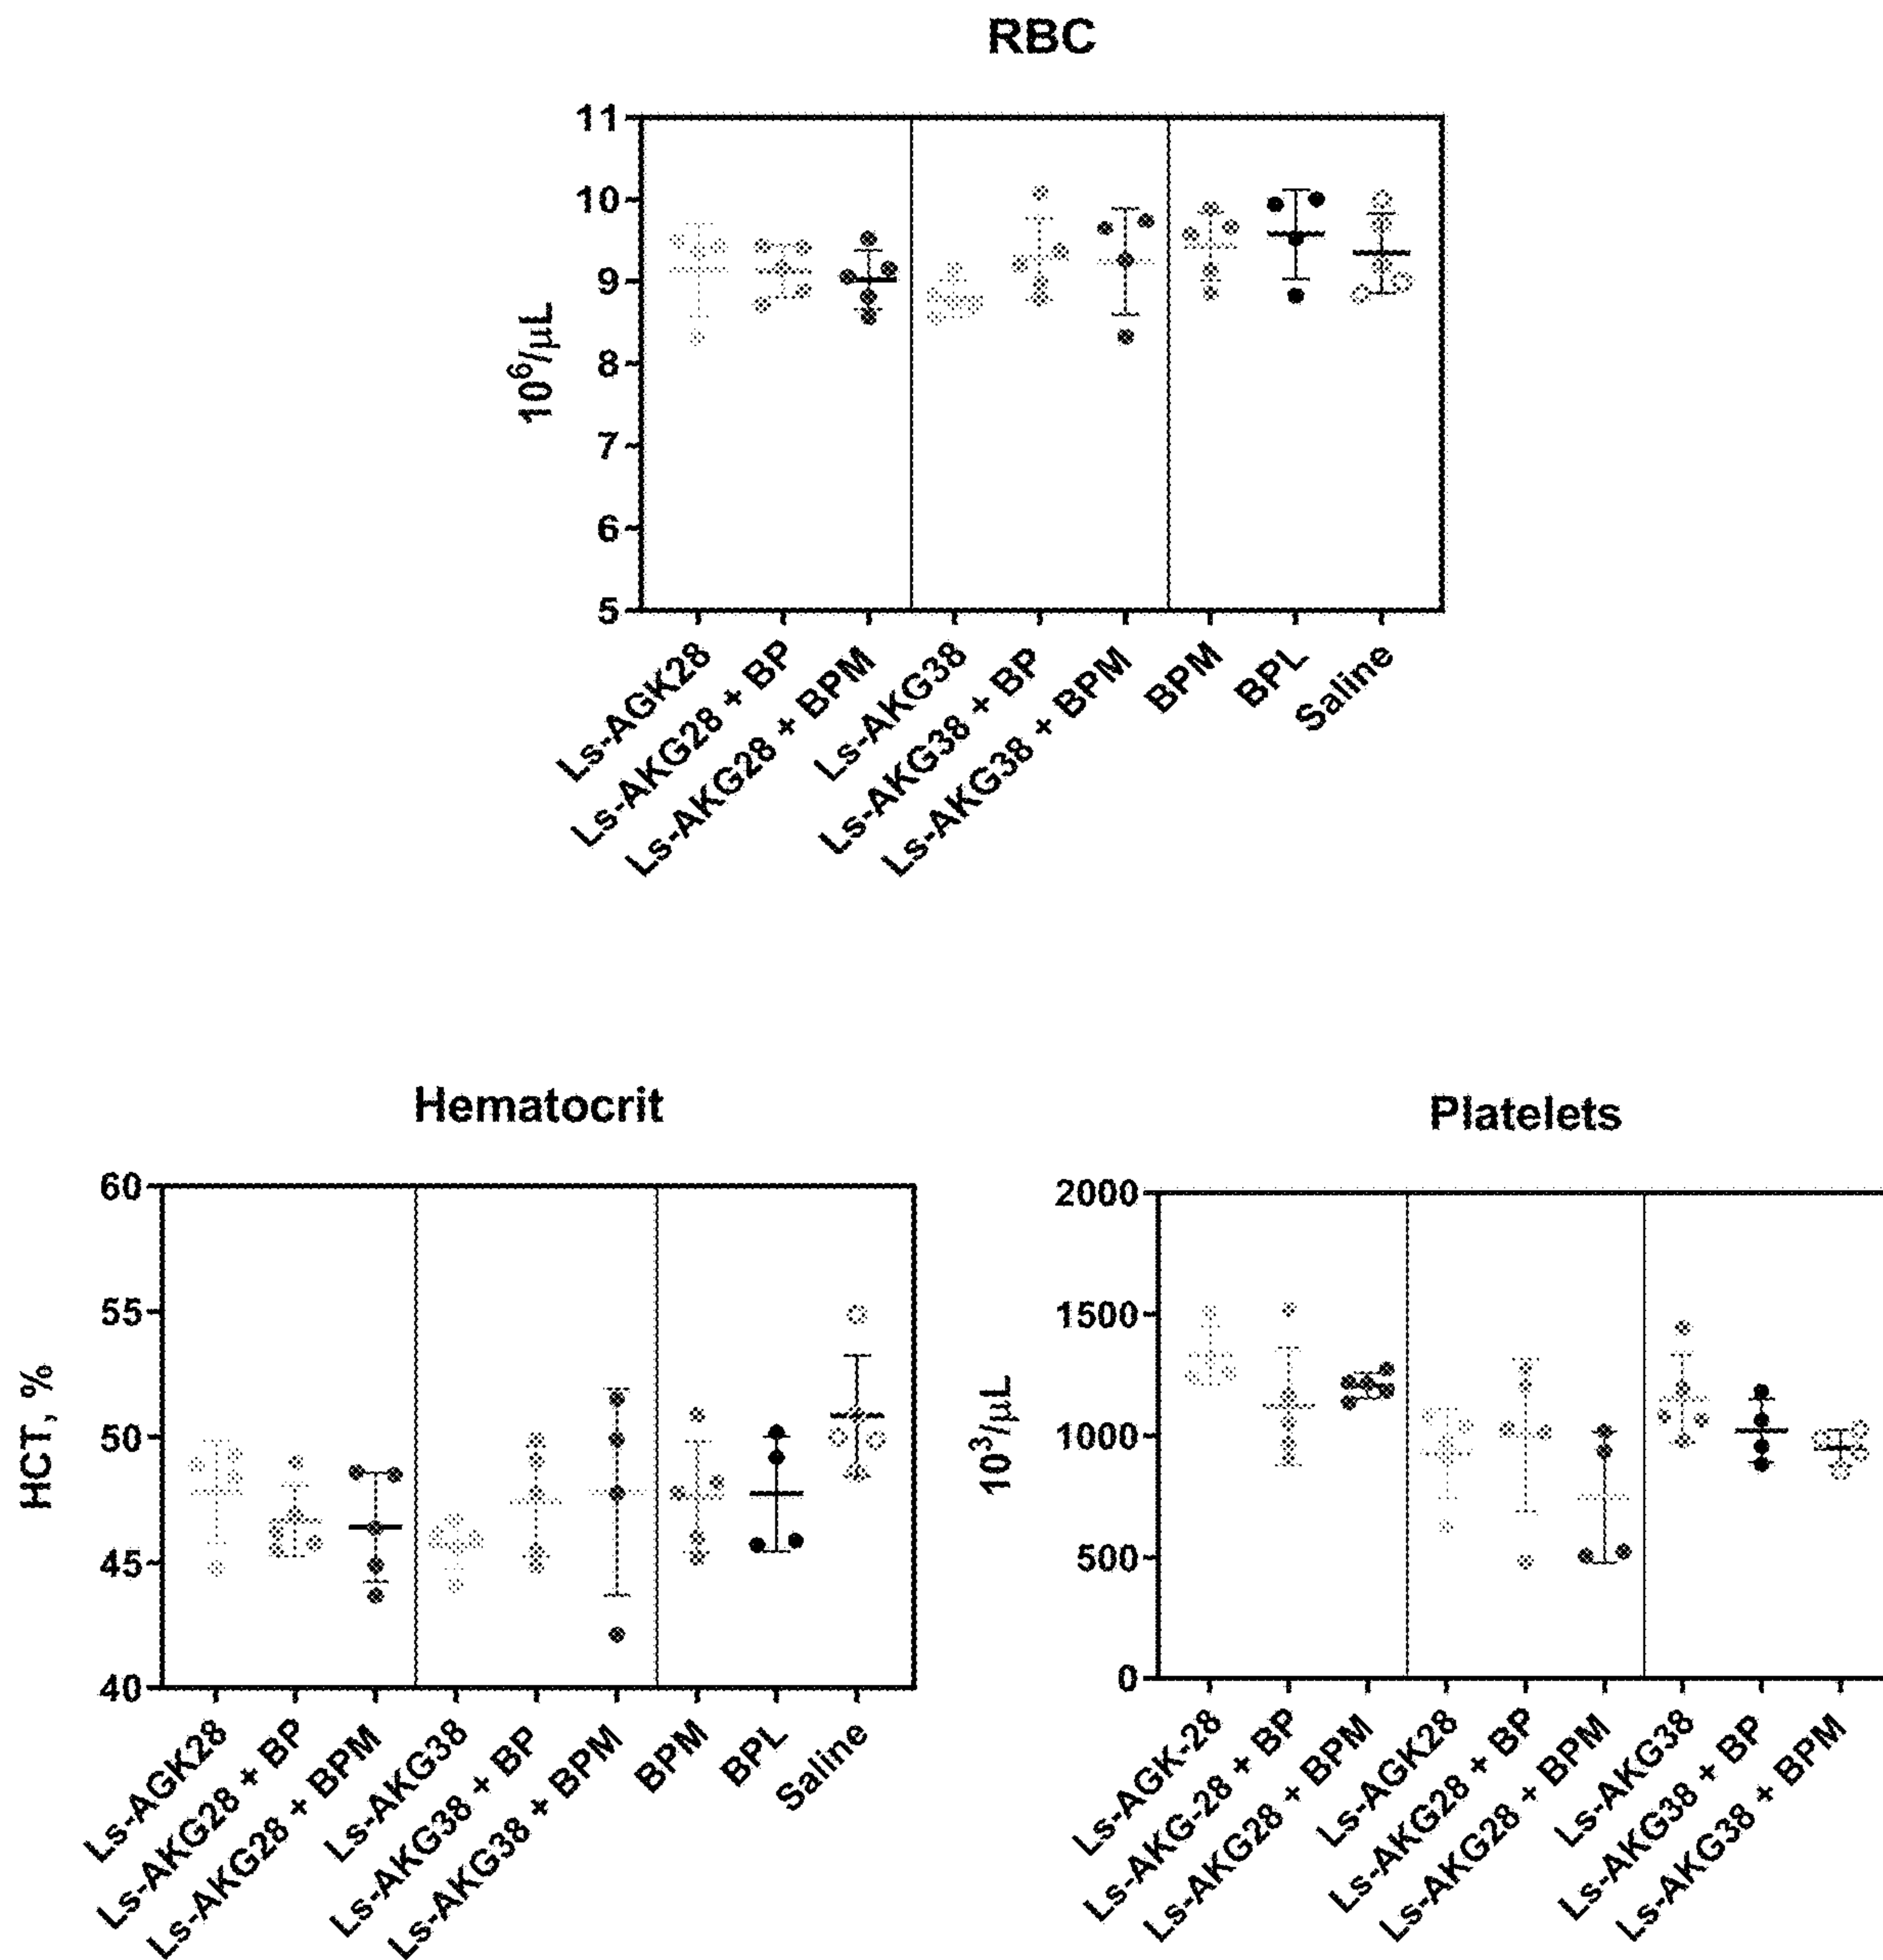 RBC
11
10
9
8
7
6
5
10⁶/µL
Ls-AGK28
Ls-AKG28 + BP
Ls-AKG28 + BPM
Ls-AKG38
Ls-AKG38 + BP
Ls-AKG38 + BPM
BPM
BPL
Saline
Hematocrit
60
55
50
45
40
HCT, %
Ls-AGK28
Ls-AKG28 + BP
Ls-AKG28 + BPM
Ls-AKG38
Ls-AKG38 + BP
Ls-AKG38 + BPM
BPM
BPL
Saline
Platelets
2000
1500
1000
500
0
10³/µL
Ls-AGK-28
Ls-AKG-28 + BP
Ls-AKG28 + BPM
Ls-AGK28
Ls-AKG28 + BP
Ls-AKG28 + BPM
Ls-AKG38
Ls-AKG38 + BP
Ls-AKG38 + BPM